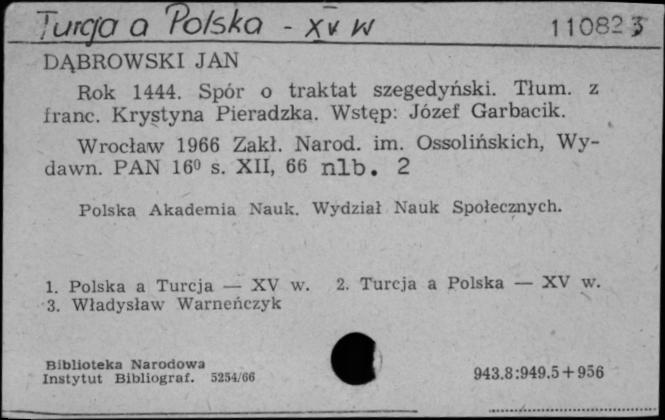 Turcja a Polska - XV w
110823
DĄBROWSKI JAN
Rok 1444. Spór o traktat szegedyński. Tłum. z
franc. Krystyna Pieradzka. Wstęp: Józef Garbacik.
Wrocław 1966 Zakł. Narod. im. Ossolińskich, Wy-
dawn. PAN 16⁰ s. XII, 66 nlb. 2
Polska Akademia Nauk. Wydział Nauk Społecznych.
1. Polska a Turcja — XV w. 2. Turcja a Polska — XV w.
3. Władysław Warneńczyk
Biblioteka Narodowa
Instytut Bibliograf. 5254/66
943.8:949.5+956